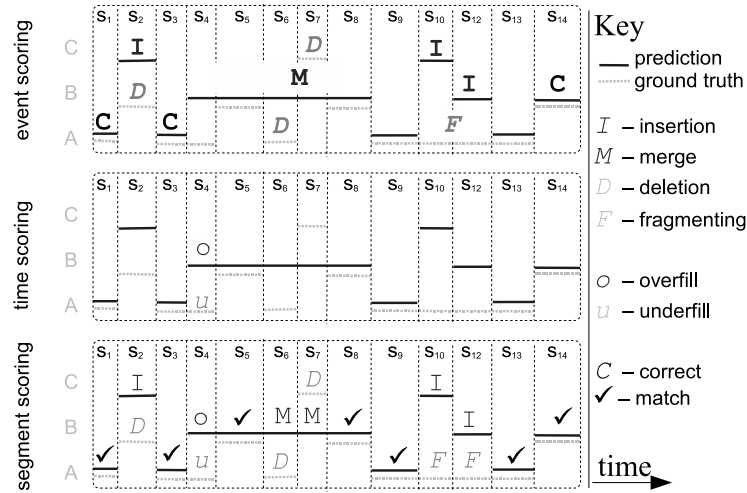 event scoring
S1 S2 S3 S4 S5 S6 S7 S8 S9 S10 S12 S13 S14
C I D I
B D M I C
A C C D F
time scoring
S1 S2 S3 S4 S5 S6 S7 S8 S9 S10 S12 S13 S14
C
B O
A u
segment scoring
S1 S2 S3 S4 S5 S6 S7 S8 S9 S10 S12 S13 S14
C I D I
B D O ✓ M M ✓ I ✓
A ✓ ✓ u D ✓ F F ✓
Key
prediction
ground truth
I – insertion
M – merge
D – deletion
F – fragmenting
O – overfill
u – underfill
C – correct
✓ – match
time